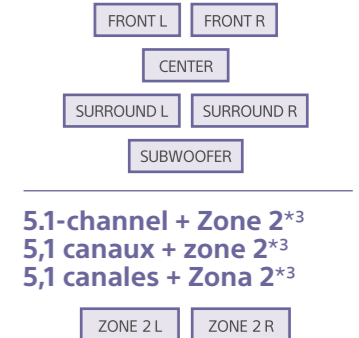 FRONT L FRONT R
CENTER
SURROUND L SURROUND R
SUBWOOFER
5.1-channel + Zone 2*3
5,1 canaux + zone 2*3
5,1 canales + Zona 2*3
ZONE 2 L ZONE 2 R